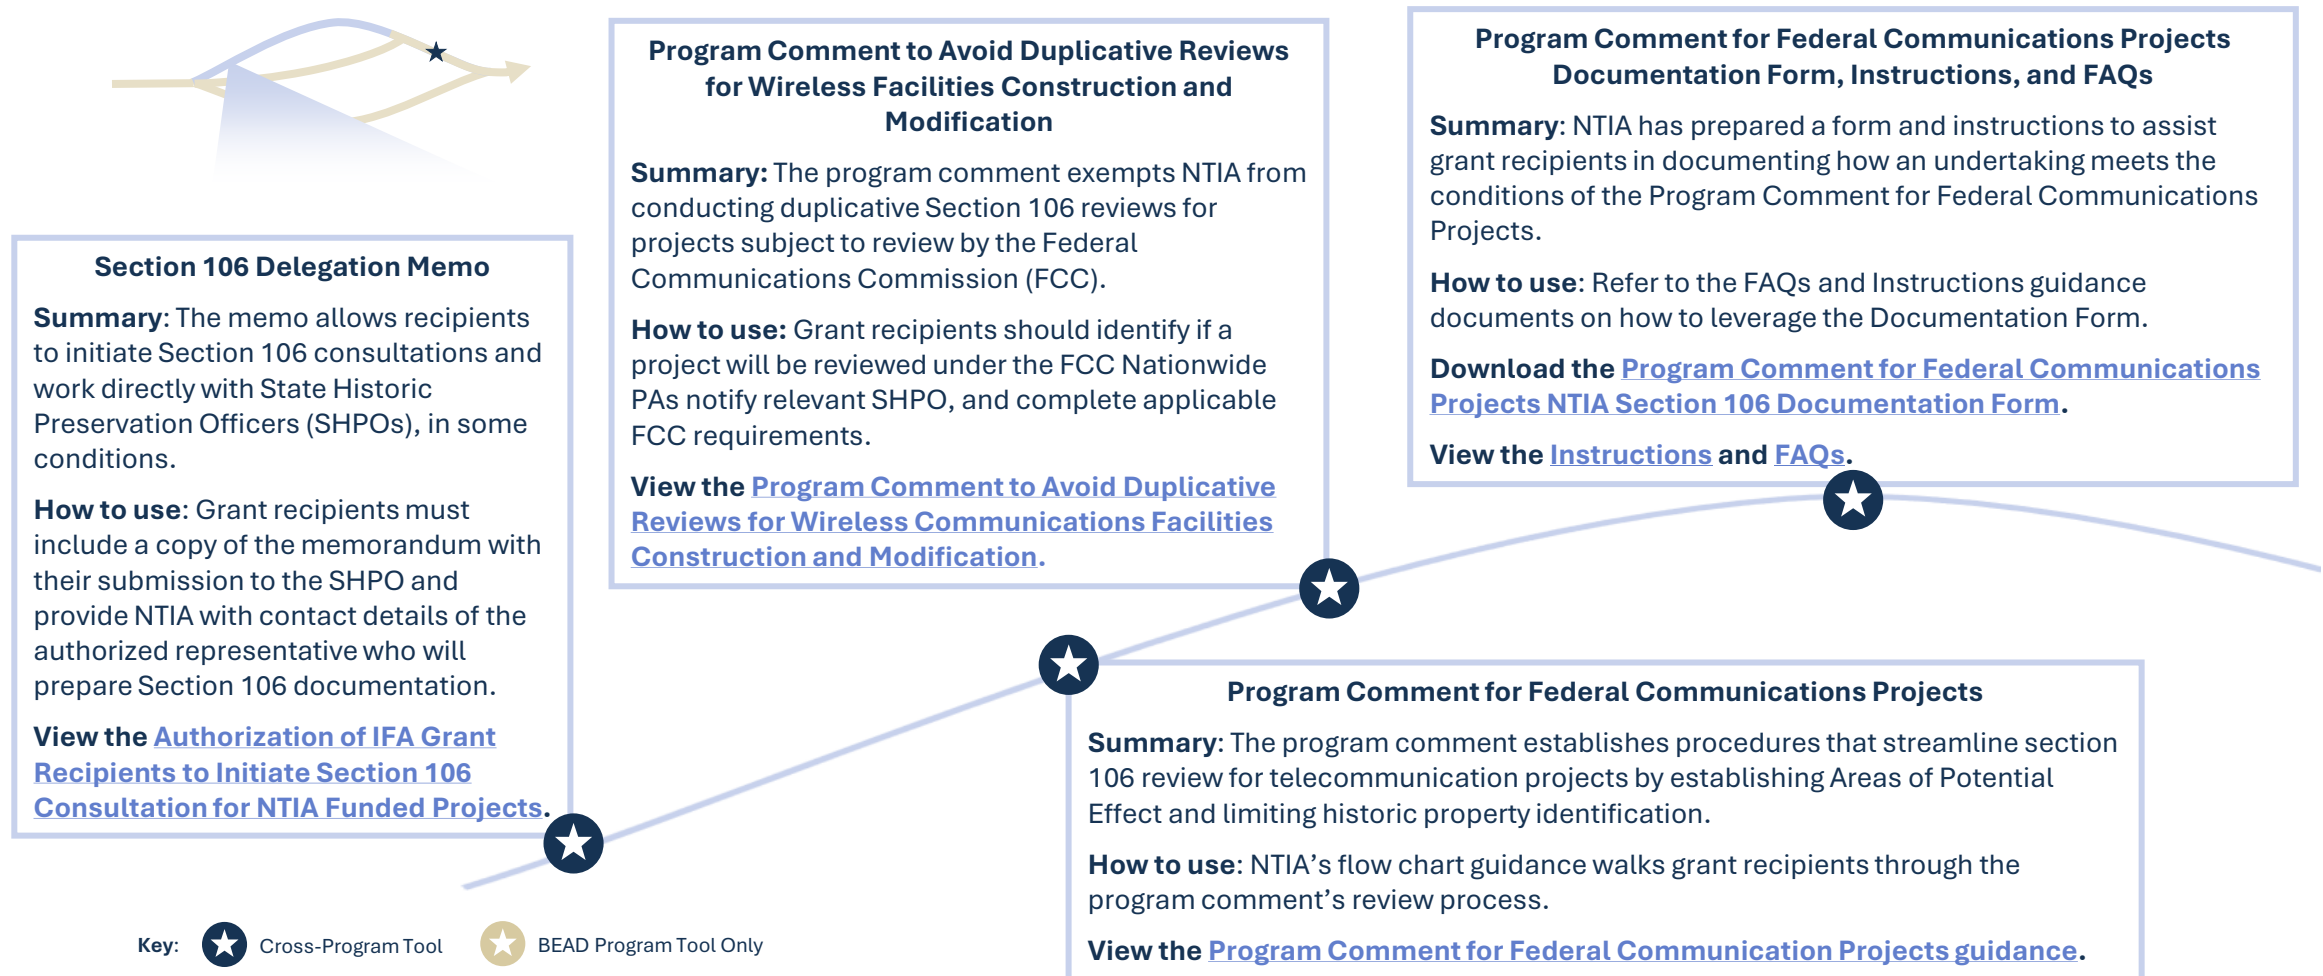 Section 106 Delegation Memo
Summary: The memo allows recipients
to initiate Section 106 consultations and
work directly with State Historic
Preservation Officers (SHPOs), in some
conditions.
How to use: Grant recipients must
include a copy of the memorandum with
their submission to the SHPO and
provide NTIA with contact details of the
authorized representative who will
prepare Section 106 documentation.
View the Authorization of IFA Grant
Recipients to Initiate Section 106
Consultation for NTIA Funded Projects.
Program Comment to Avoid Duplicative Reviews
for Wireless Facilities Construction and
Modification
Summary: The program comment exempts NTIA from
conducting duplicative Section 106 reviews for
projects subject to review by the Federal
Communications Commission (FCC).
How to use: Grant recipients should identify if a
project will be reviewed under the FCC Nationwide
PAs notify relevant SHPO, and complete applicable
FCC requirements.
View the Program Comment to Avoid Duplicative
Reviews for Wireless Communications Facilities
Construction and Modification.
Program Comment for Federal Communications Projects
Documentation Form, Instructions, and FAQs
Summary: NTIA has prepared a form and instructions to assist
grant recipients in documenting how an undertaking meets the
conditions of the Program Comment for Federal Communications
Projects.
How to use: Refer to the FAQs and Instructions guidance
documents on how to leverage the Documentation Form.
Download the Program Comment for Federal Communications
Projects NTIA Section 106 Documentation Form.
View the Instructions and FAQs.
Program Comment for Federal Communications Projects
Summary: The program comment establishes procedures that streamline section
106 review for telecommunication projects by establishing Areas of Potential
Effect and limiting historic property identification.
How to use: NTIA’s flow chart guidance walks grant recipients through the
program comment’s review process.
View the Program Comment for Federal Communication Projects guidance.
Key: Cross-Program Tool BEAD Program Tool Only